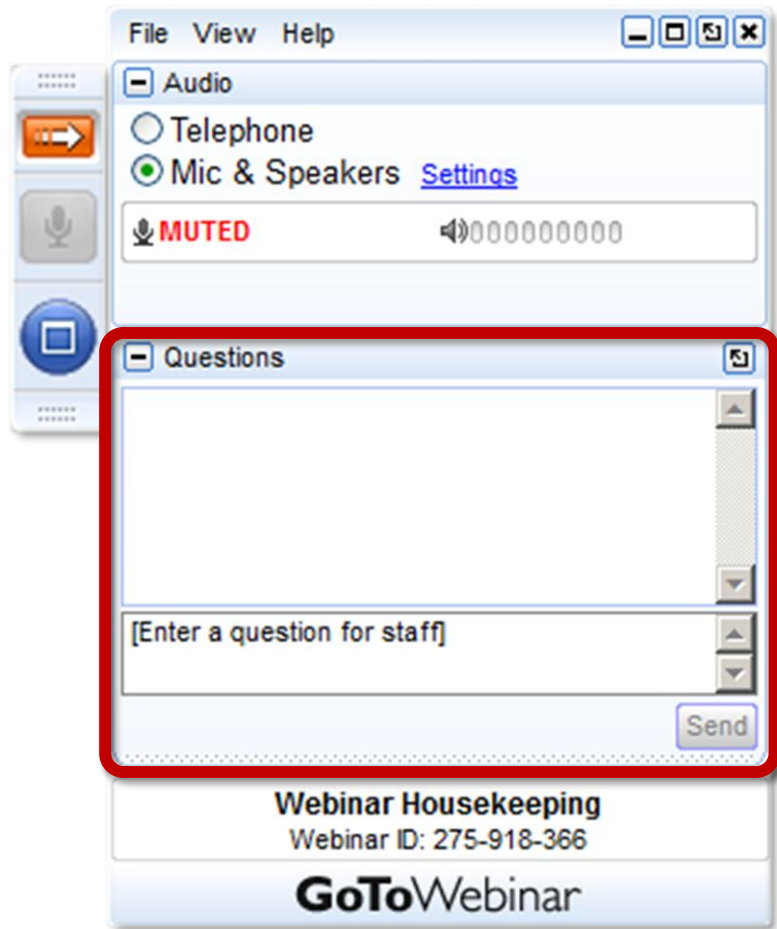 File View Help
Audio
Telephone
Mic & Speakers Settings
MUTED 000000000
Questions
[Enter a question for staff]
Send
Webinar Housekeeping
Webinar ID: 275-918-366
GoToWebinar